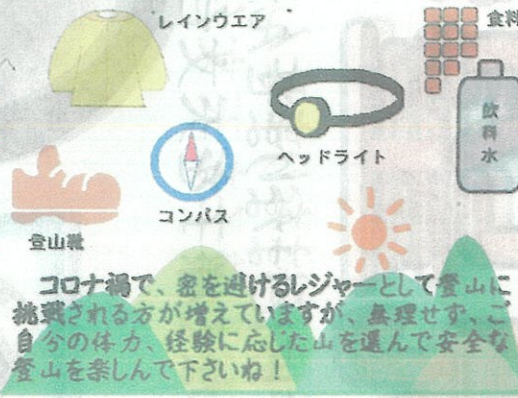 レインウエア
食料
飲料水
ヘッドライト
コンパス
登山靴
コロナ禍で、密を避けるレジャーとして登山に
挑戦される方が増えていますが、無理せず、ご
自分の体力、経験に応じた山を選んで安全な
登山を楽しんで下さいね！